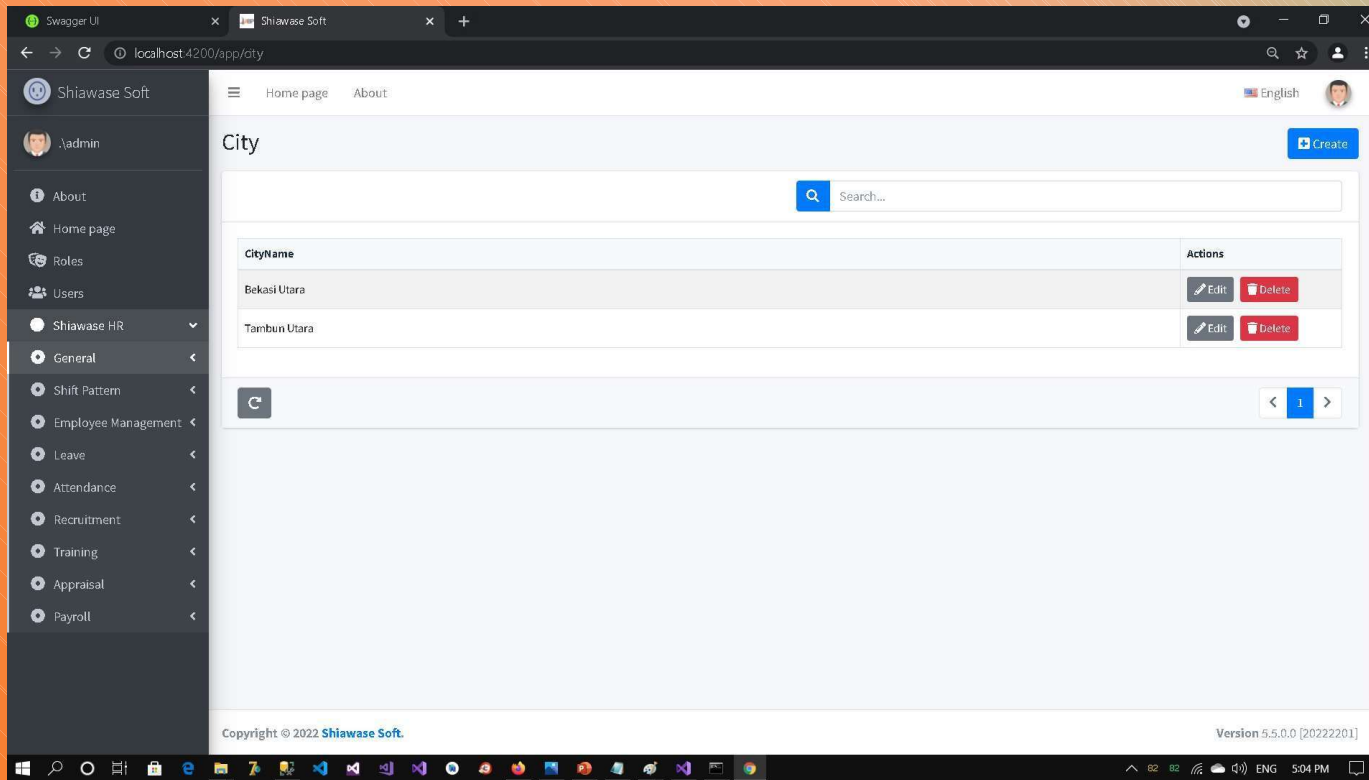 Swagger UI
Shiawase Soft
localhost:4200/app/city
Shiawase Soft
Home page About
English
.\admin
City
Create
Search...
About
Home page
Roles
Users
Shiawase HR
General
Shift Pattern
Employee Management
Leave
Attendance
Recruitment
Training
Appraisal
Payroll
CityName Actions
Bekasi Utara Edit Delete
Tambun Utara Edit Delete
1
Copyright © 2022 Shiawase Soft.
Version 5.5.0.0 [20222201]
82 82 ENG 5:04 PM